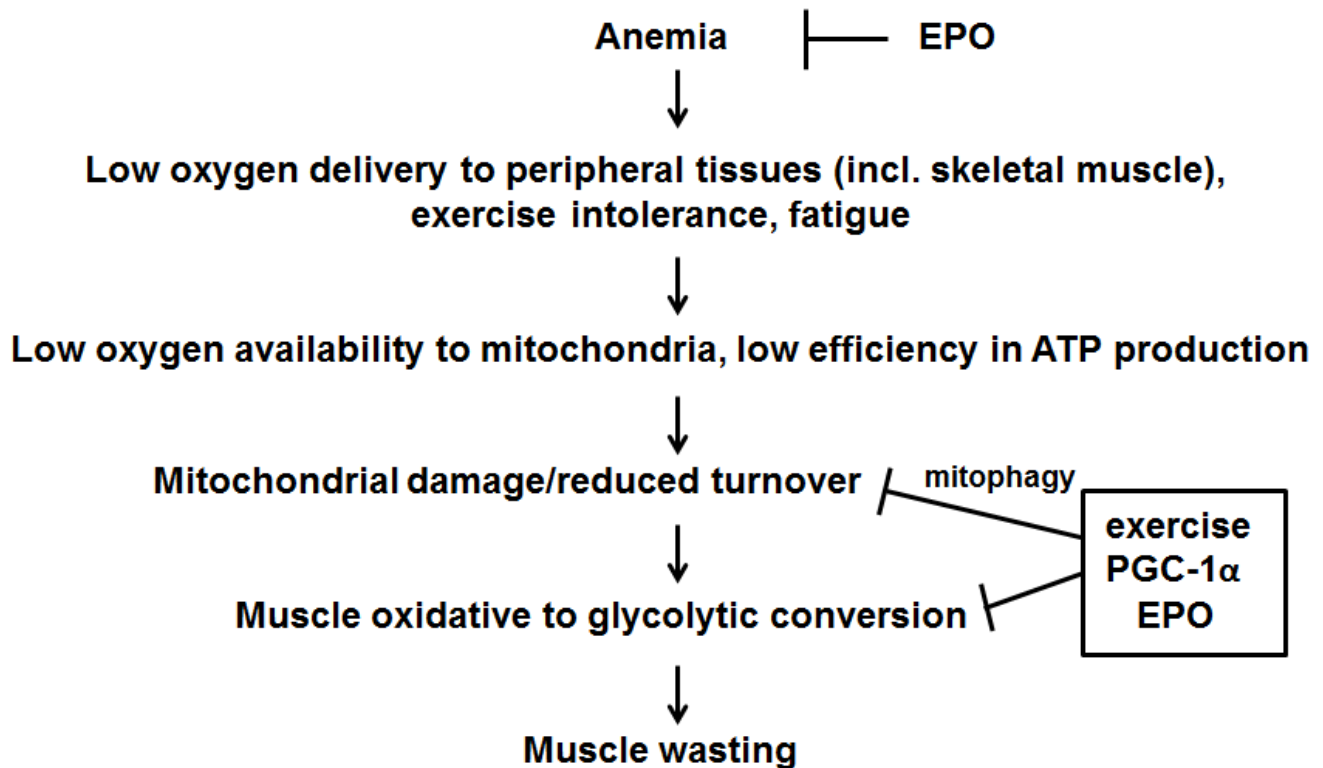 Anemia
EPO
Low oxygen delivery to peripheral tissues (incl. skeletal muscle),
exercise intolerance, fatigue
Low oxygen availability to mitochondria, low efficiency in ATP production
Mitochondrial damage/reduced turnover
mitophagy
exercise
PGC-1α
EPO
Muscle oxidative to glycolytic conversion
Muscle wasting